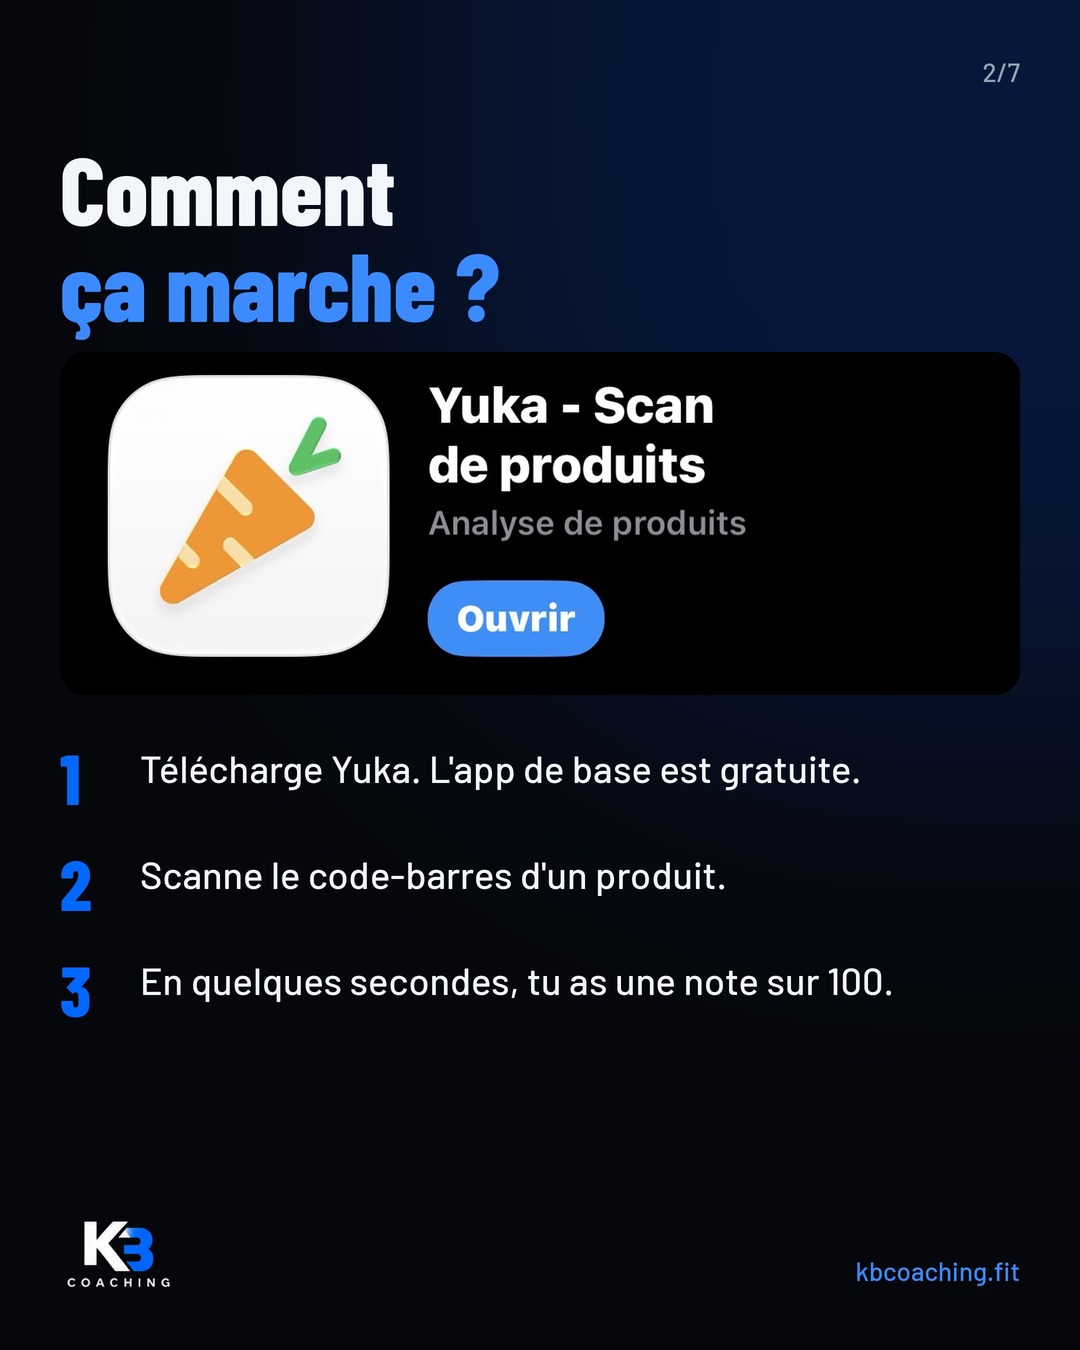 2/7
Comment
ça marche ?
Yuka - Scan
de produits
Analyse de produits
Ouvrir
1 Télécharge Yuka. L'app de base est gratuite.
2 Scanne le code-barres d'un produit.
3 En quelques secondes, tu as une note sur 100.
KB
COACHING
kbcoaching.fit